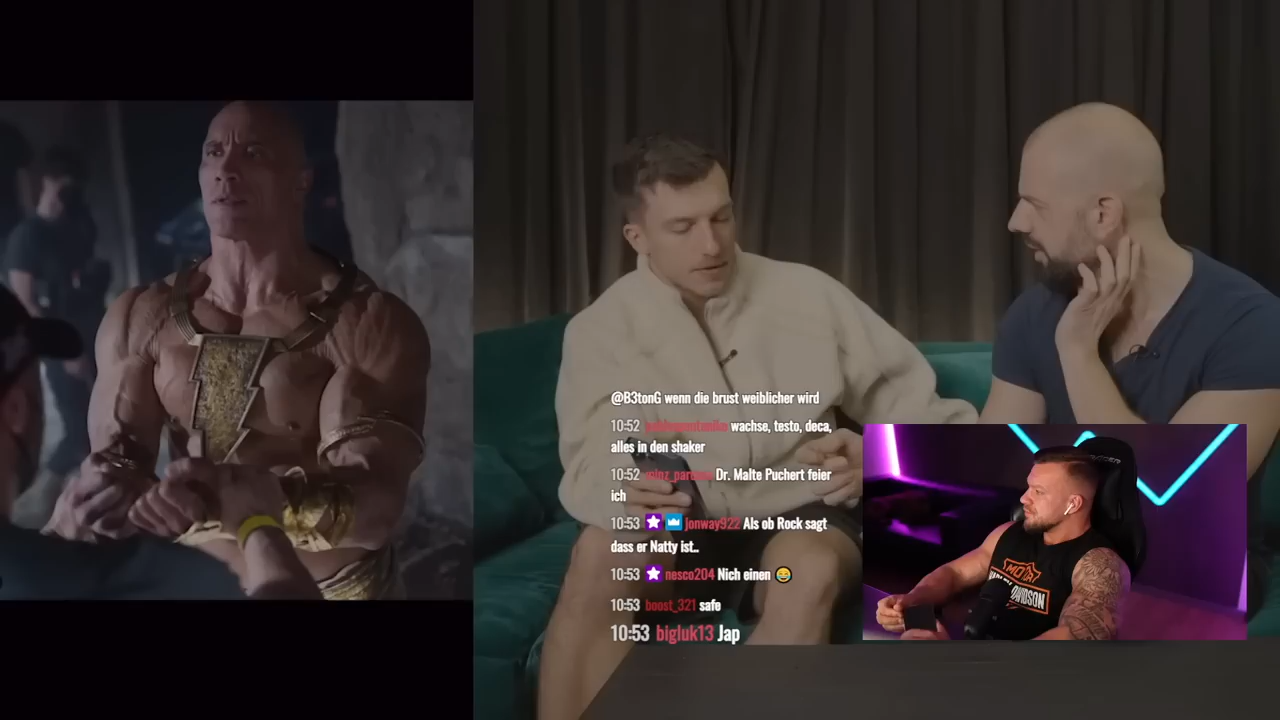 @B3tonG wenn die brust weiblicher wird
10:52 wachse, testo, deca,
alles in den shaker
10:52 Dr. Malte Puchert feier
ich
10:53 jonway922 Als ob Rock sagt
dass er Natty ist..
10:53 nesco204 Nich einen 😂
10:53 boost_321 safe
10:53 bigluk13 Jap